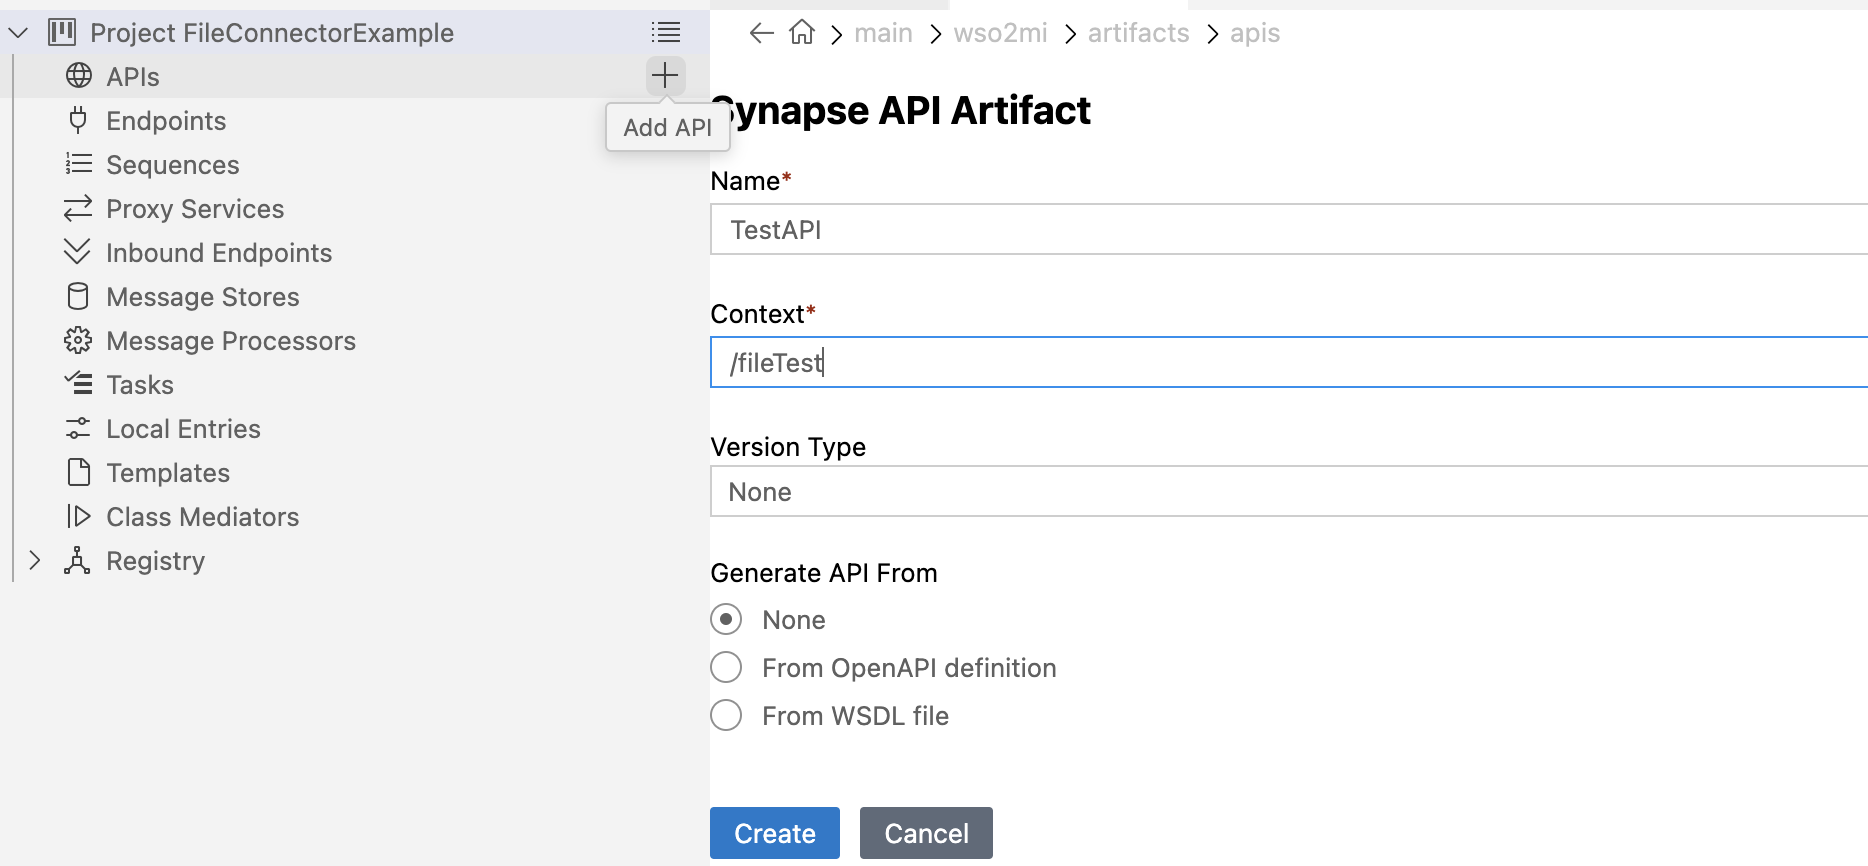 Project FileConnectorExample
APIs
Add API
Endpoints
Sequences
Proxy Services
Inbound Endpoints
Message Stores
Message Processors
Tasks
Local Entries
Templates
Class Mediators
Registry
main > wso2mi > artifacts > apis
Synapse API Artifact
Name*
TestAPI
Context*
/fileTest
Version Type
None
Generate API From
None
From OpenAPI definition
From WSDL file
Create Cancel